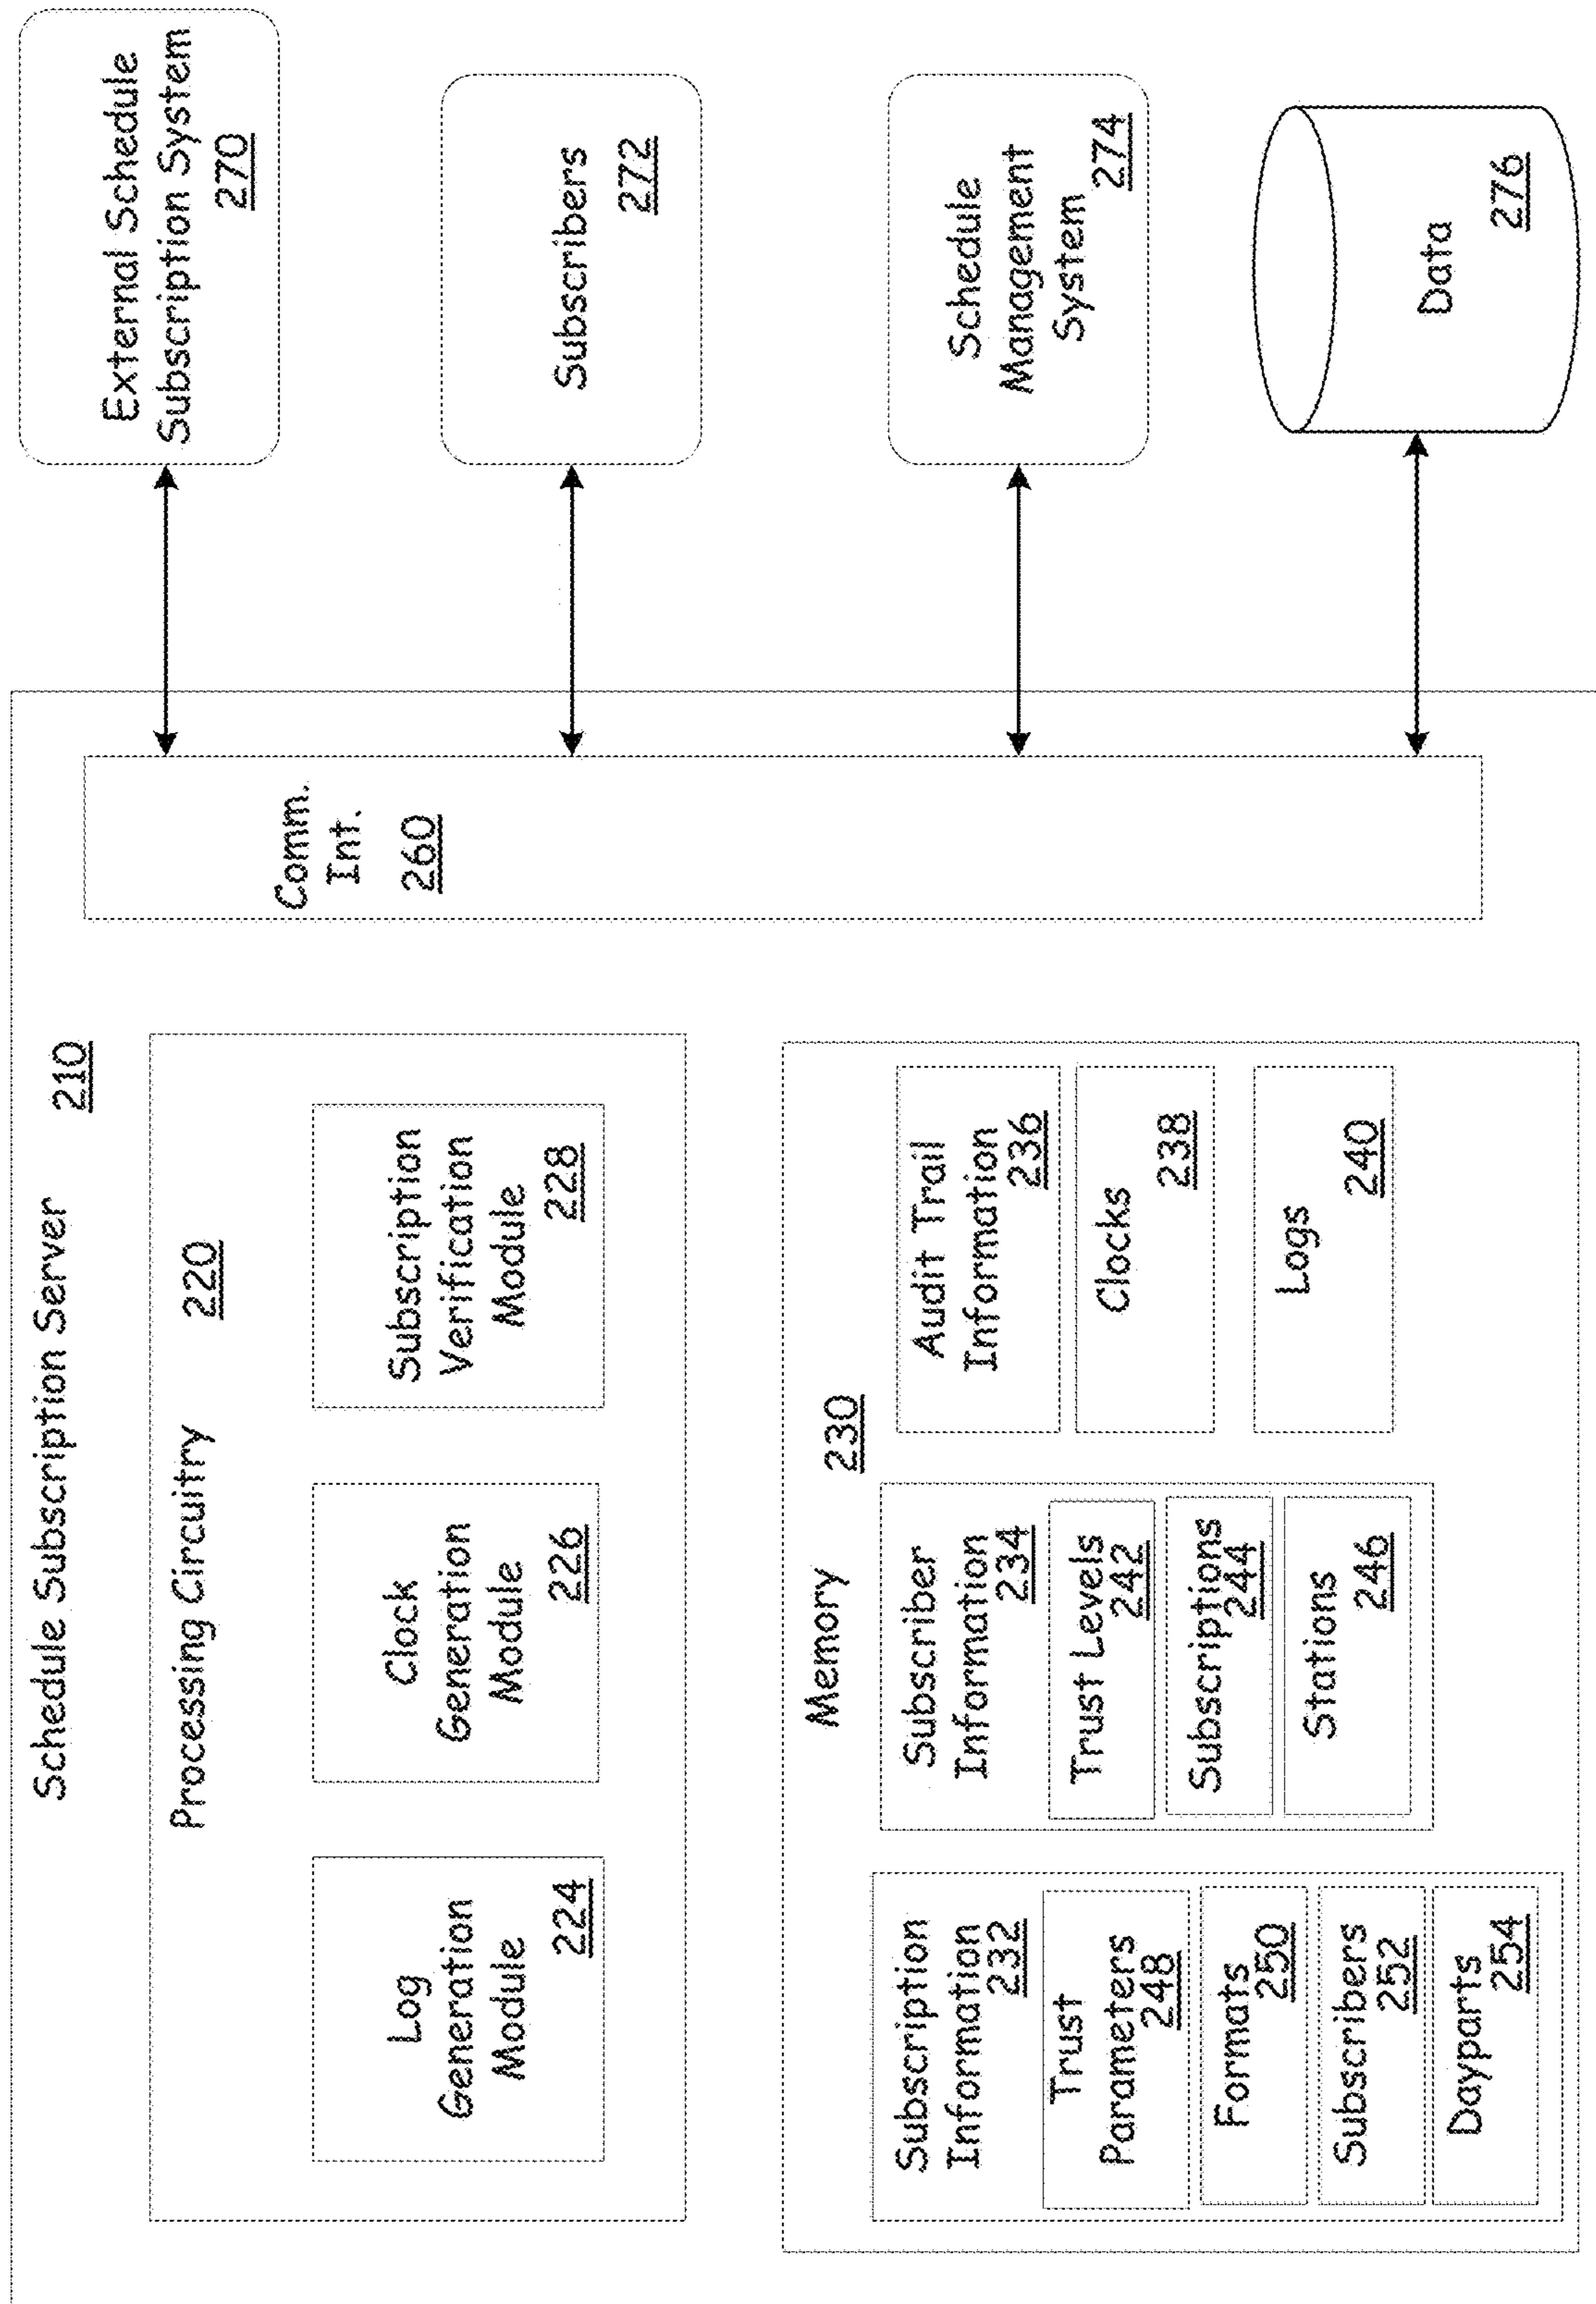 Schedule Subscription Server
210
Processing Circuitry
220
Log
Generation
Module
224
Clock
Generation
Module
226
Subscription
Verification
Module
228
Memory
230
Subscription
Information
232
Trust
Parameters
248
Formats
250
Subscribers
252
Dayparts
254
Subscriber
Information
234
Trust Levels
242
Subscriptions
244
Stations
246
Audit Trail
Information
236
Clocks
238
Logs
240
Comm.
Int.
260
External Schedule
Subscription System
270
Subscribers
272
Schedule
Management
System
274
Data
276